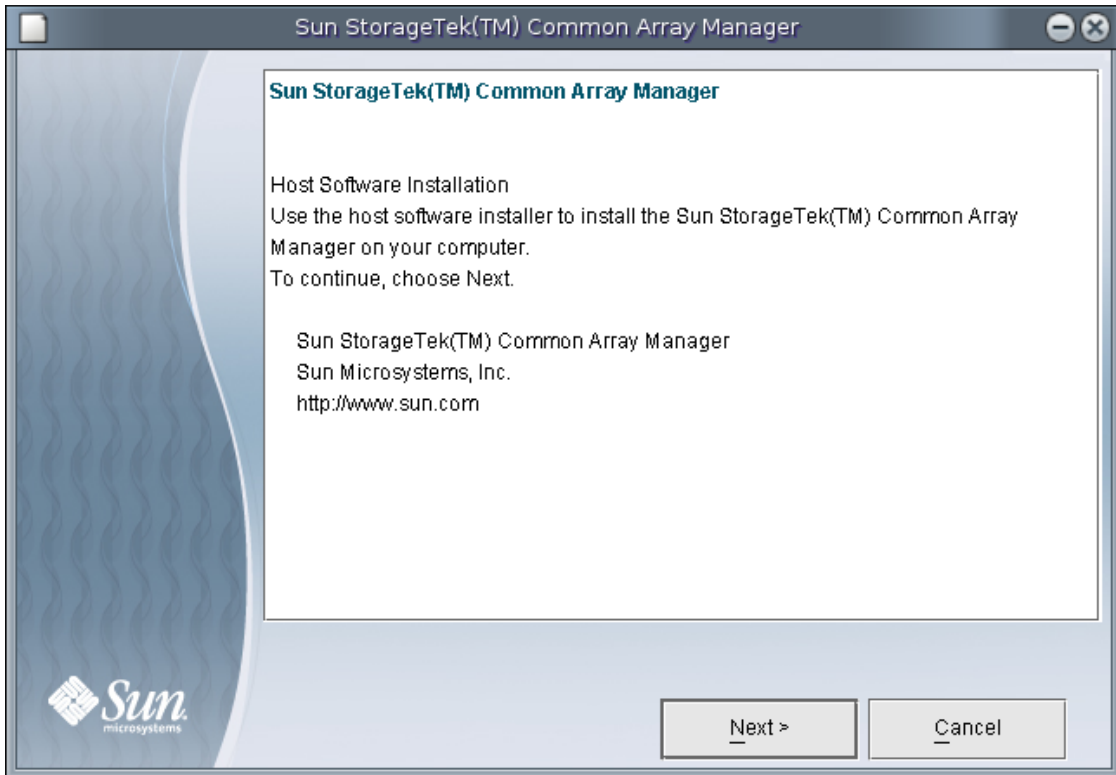 Sun StorageTek(TM) Common Array Manager
Sun StorageTek(TM) Common Array Manager
Host Software Installation
Use the host software installer to install the Sun StorageTek(TM) Common Array
Manager on your computer.
To continue, choose Next.
Sun StorageTek(TM) Common Array Manager
Sun Microsystems, Inc.
http://www.sun.com
Sun
microsystems
Next >
Cancel